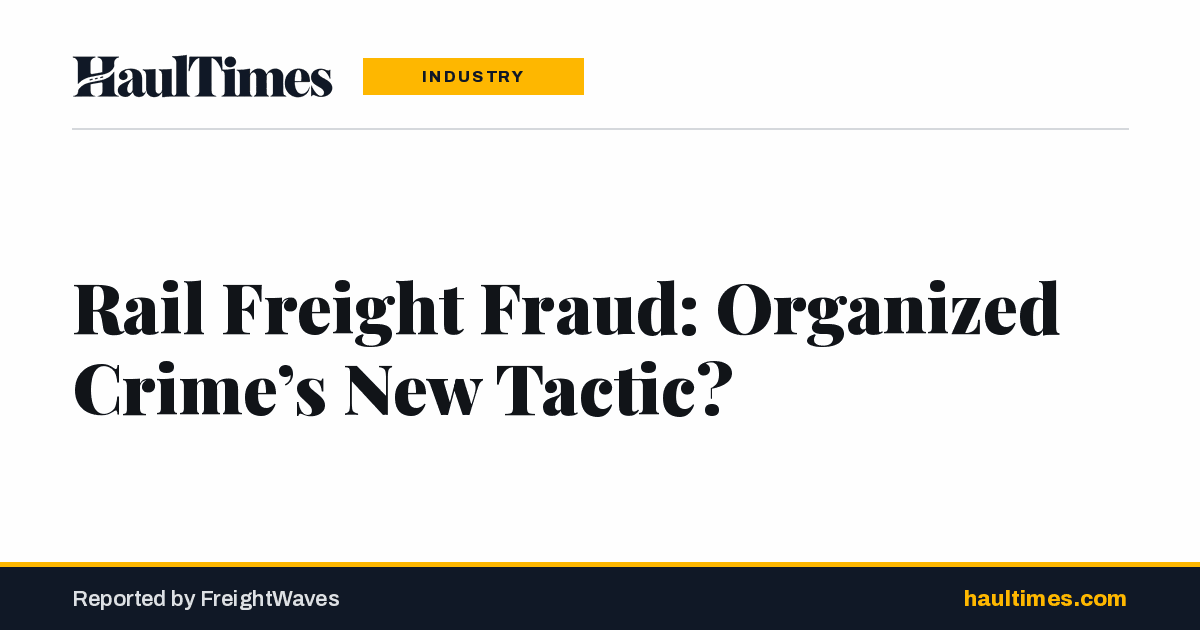 HaulTimes
INDUSTRY
Rail Freight Fraud: Organized
Crime’s New Tactic?
Reported by FreightWaves
haultimes.com